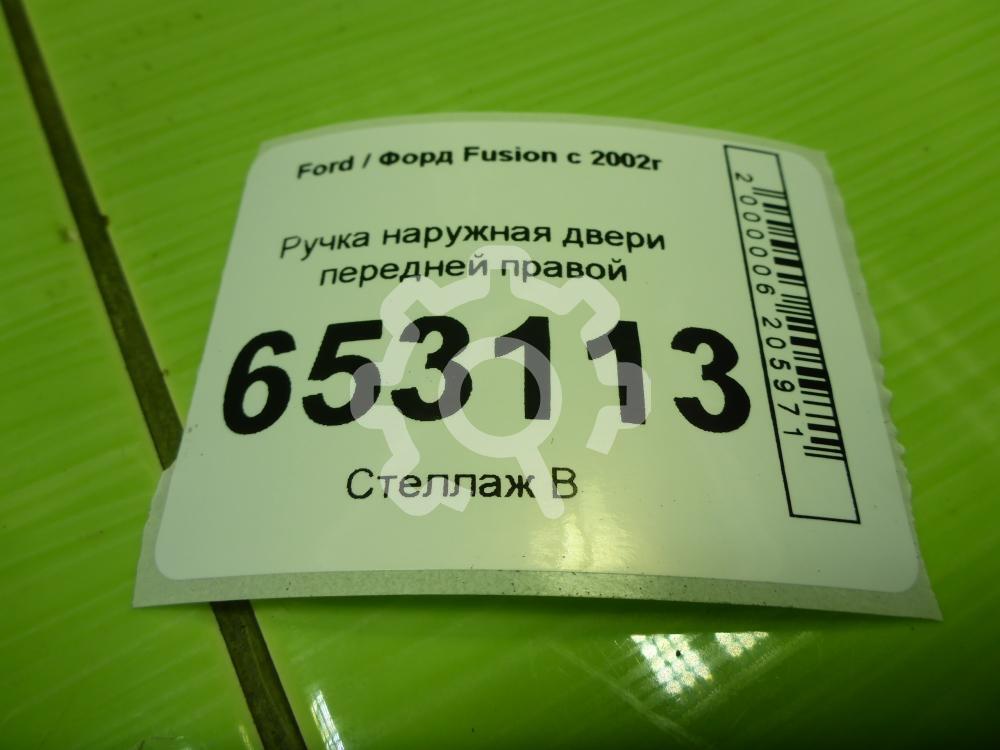 Ford / Форд Fusion с 2002г
Ручка наружная двери
передней правой
653113
Стеллаж В
2000006205971